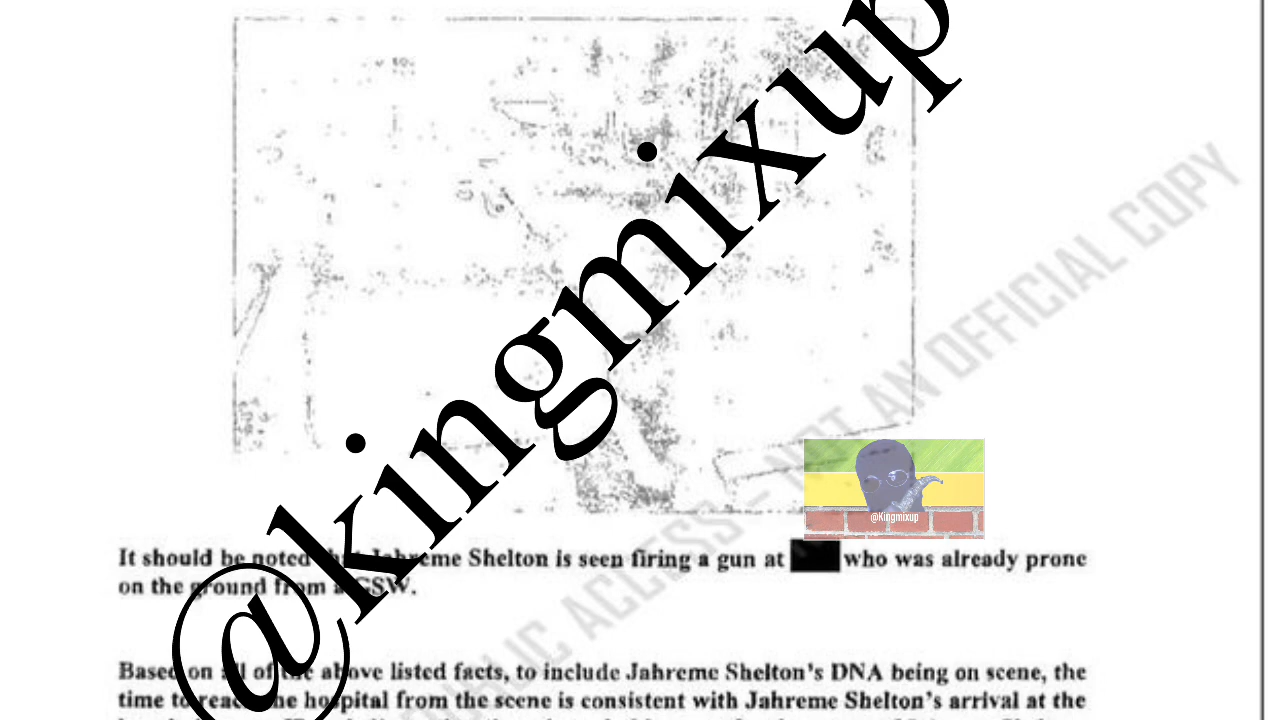 @kingmixup
PUBLIC ACCESS - NOT AN OFFICIAL COPY
@Kingmixup
It should be noted that Jahreme Shelton is seen firing a gun at who was already prone
on the ground from a GSW.
Based on all of the above listed facts, to include Jahreme Shelton's DNA being on scene, the
time to reach the hospital from the scene is consistent with Jahreme Shelton's arrival at the